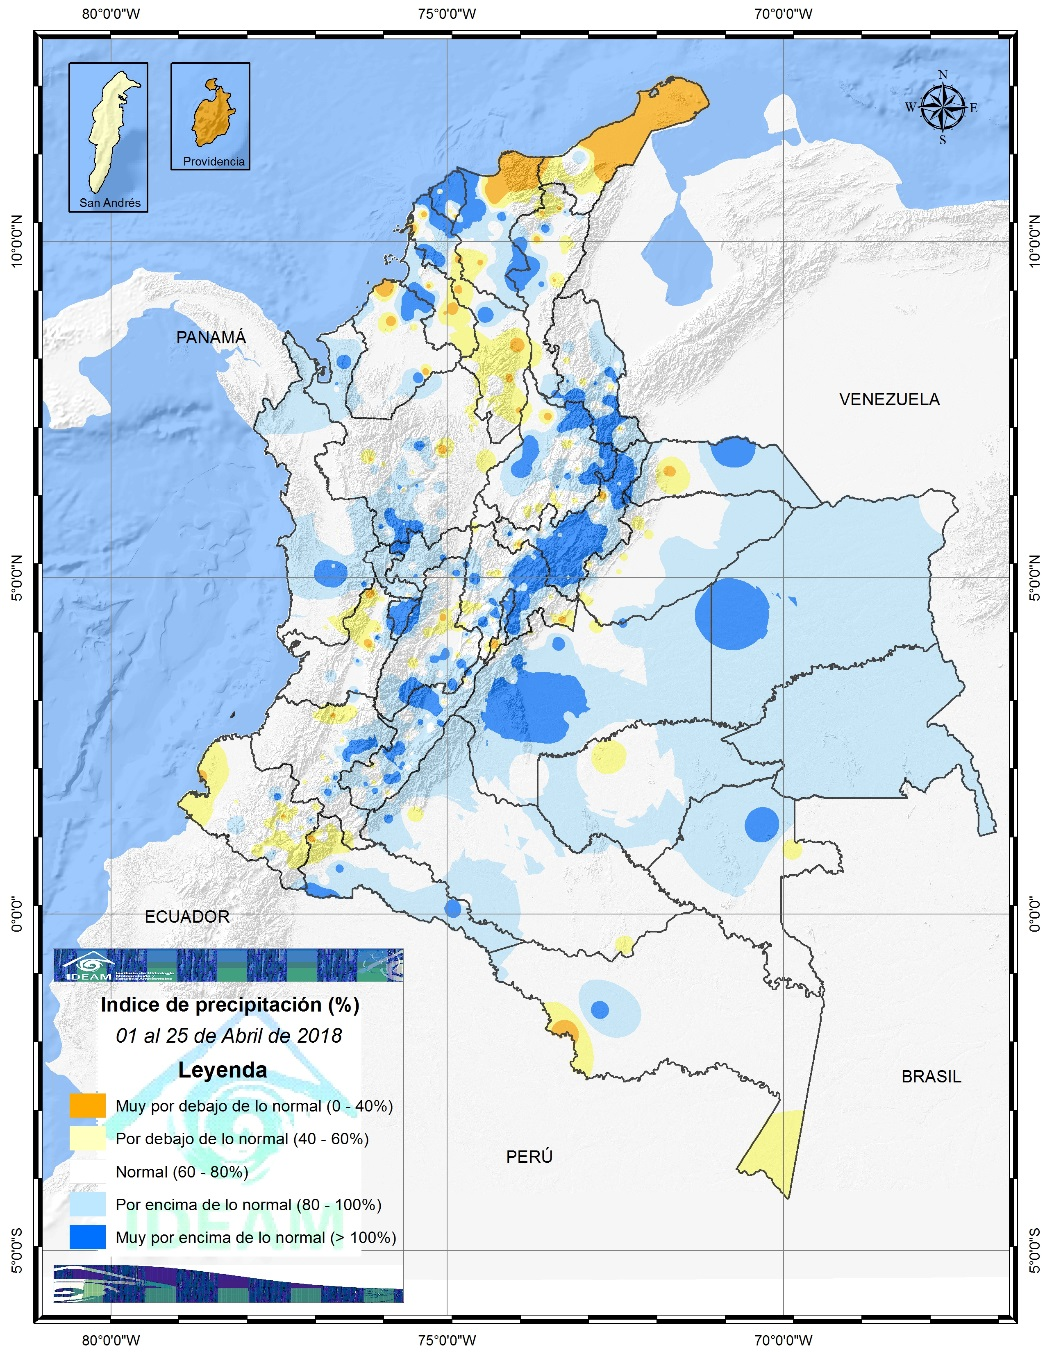 80°0'0"W
75°0'0"W
70°0'0"W
N
W
E
S
San Andrés
Providencia
10°0'0"N
10°0'0"N
PANAMÁ
VENEZUELA
5°0'0"N
5°0'0"N
ECUADOR
0°0'0"
0°0'0"
IDEAM
Indice de precipitación (%)
01 al 25 de Abril de 2018
Leyenda
Muy por debajo de lo normal (0 - 40%)
Por debajo de lo normal (40 - 60%)
Normal (60 - 80%)
Por encima de lo normal (80 - 100%)
Muy por encima de lo normal (> 100%)
IDEAM
BRASIL
PERÚ
5°0'0"S
5°0'0"S
80°0'0"W
75°0'0"W
70°0'0"W